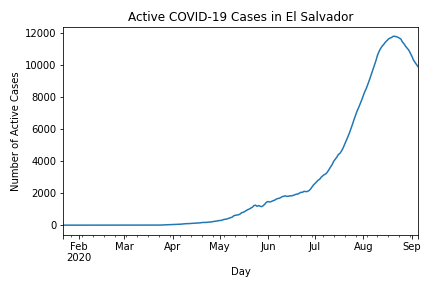 Active COVID-19 Cases in El Salvador
12000
10000
8000
6000
4000
2000
0
Number of Active Cases
Feb Mar Apr May Jun Jul Aug Sep
2020
Day